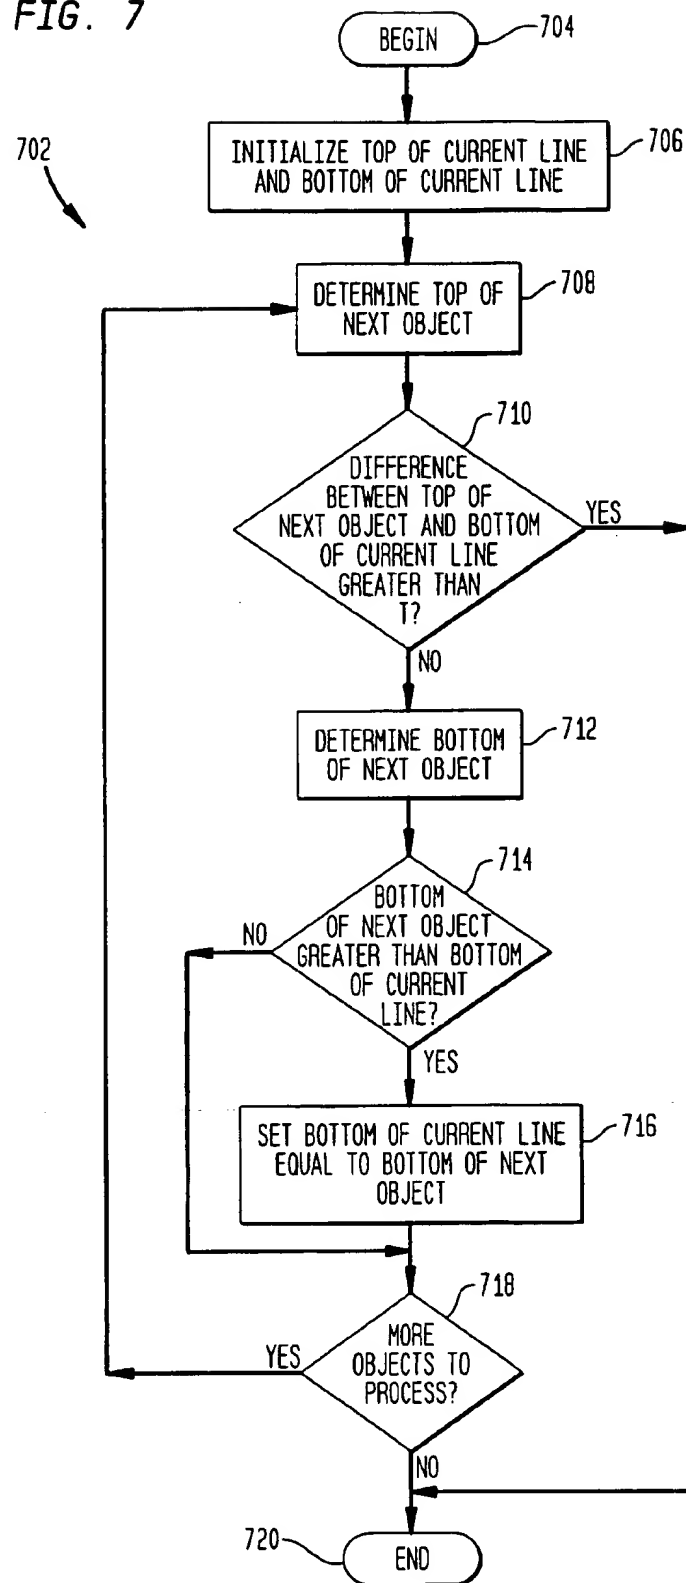 FIG. 7
BEGIN
704
702
INITIALIZE TOP OF CURRENT LINE
AND BOTTOM OF CURRENT LINE
706
DETERMINE TOP OF
NEXT OBJECT
708
710
DIFFERENCE
BETWEEN TOP OF
NEXT OBJECT AND BOTTOM
OF CURRENT LINE
GREATER THAN
T?
YES
NO
DETERMINE BOTTOM
OF NEXT OBJECT
712
714
BOTTOM
OF NEXT OBJECT
GREATER THAN BOTTOM
OF CURRENT
LINE?
NO
YES
SET BOTTOM OF CURRENT LINE
EQUAL TO BOTTOM OF NEXT
OBJECT
716
718
MORE
OBJECTS TO
PROCESS?
YES
NO
720
END